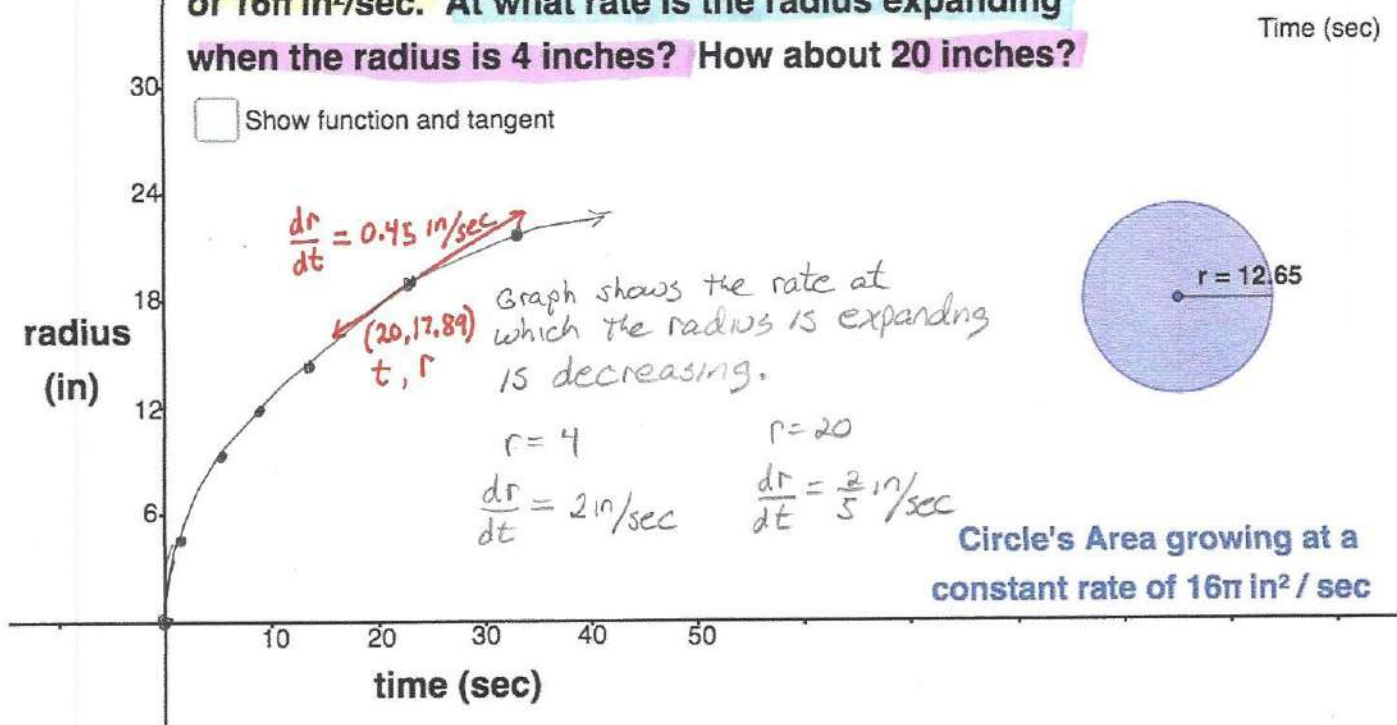 of 16π in²/sec. At what rate is the radius expanding
when the radius is 4 inches? How about 20 inches?
Time (sec)
Show function and tangent
30
24
18
12
6
radius
(in)
dr/dt = 0.45 in/sec
(20,17.89)
t, r
Graph shows the rate at
which the radius is expanding
is decreasing.
r = 4
dr/dt = 2 in/sec
r = 20
dr/dt = 2/5 in/sec
r = 12.65
Circle's Area growing at a
constant rate of 16π in² / sec
10 20 30 40 50
time (sec)